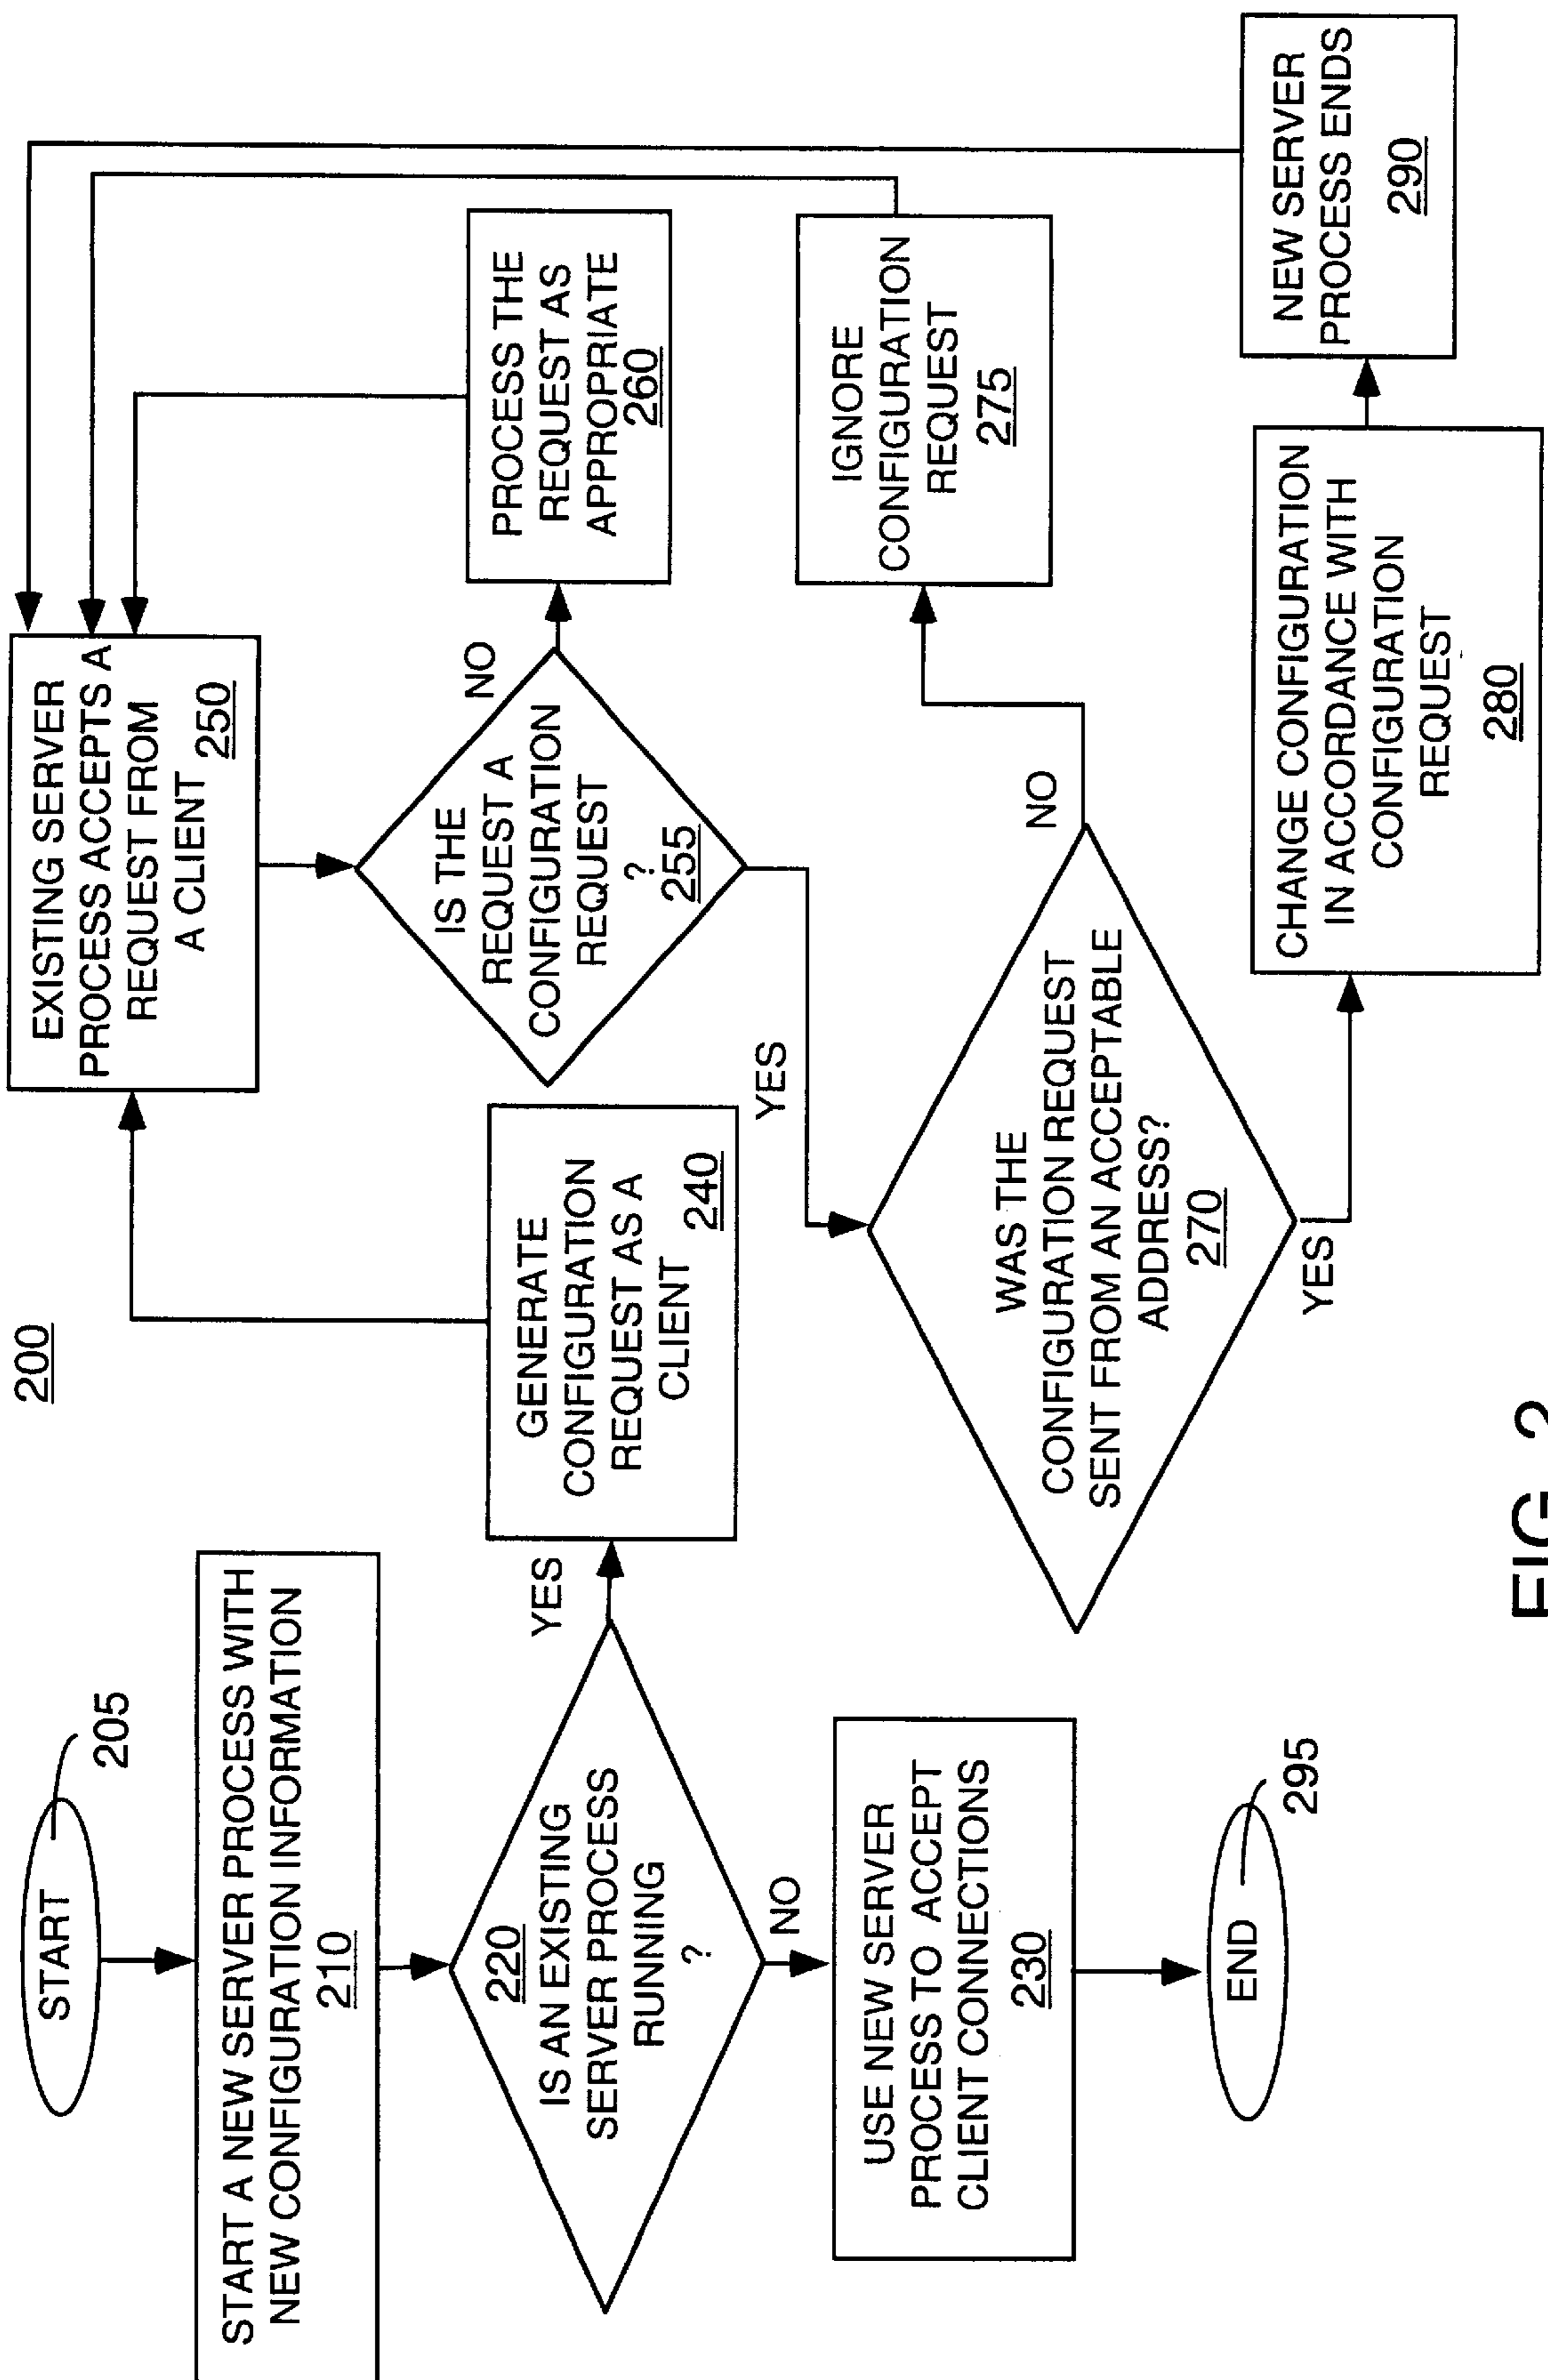 200
START
205
START A NEW SERVER PROCESS WITH
NEW CONFIGURATION INFORMATION
210
220
IS AN EXISTING
SERVER PROCESS
RUNNING
?
YES
NO
USE NEW SERVER
PROCESS TO ACCEPT
CLIENT CONNECTIONS
230
END
295
GENERATE
CONFIGURATION
REQUEST AS A
CLIENT 240
EXISTING SERVER
PROCESS ACCEPTS A
REQUEST FROM
A CLIENT 250
IS THE
REQUEST A
CONFIGURATION
REQUEST
?
255
NO
YES
PROCESS THE
REQUEST AS
APPROPRIATE
260
WAS THE
CONFIGURATION REQUEST
SENT FROM AN ACCEPTABLE
ADDRESS?
270
NO
YES
IGNORE
CONFIGURATION
REQUEST
275
CHANGE CONFIGURATION
IN ACCORDANCE WITH
CONFIGURATION
REQUEST
280
NEW SERVER
PROCESS ENDS
290
FIG. 2